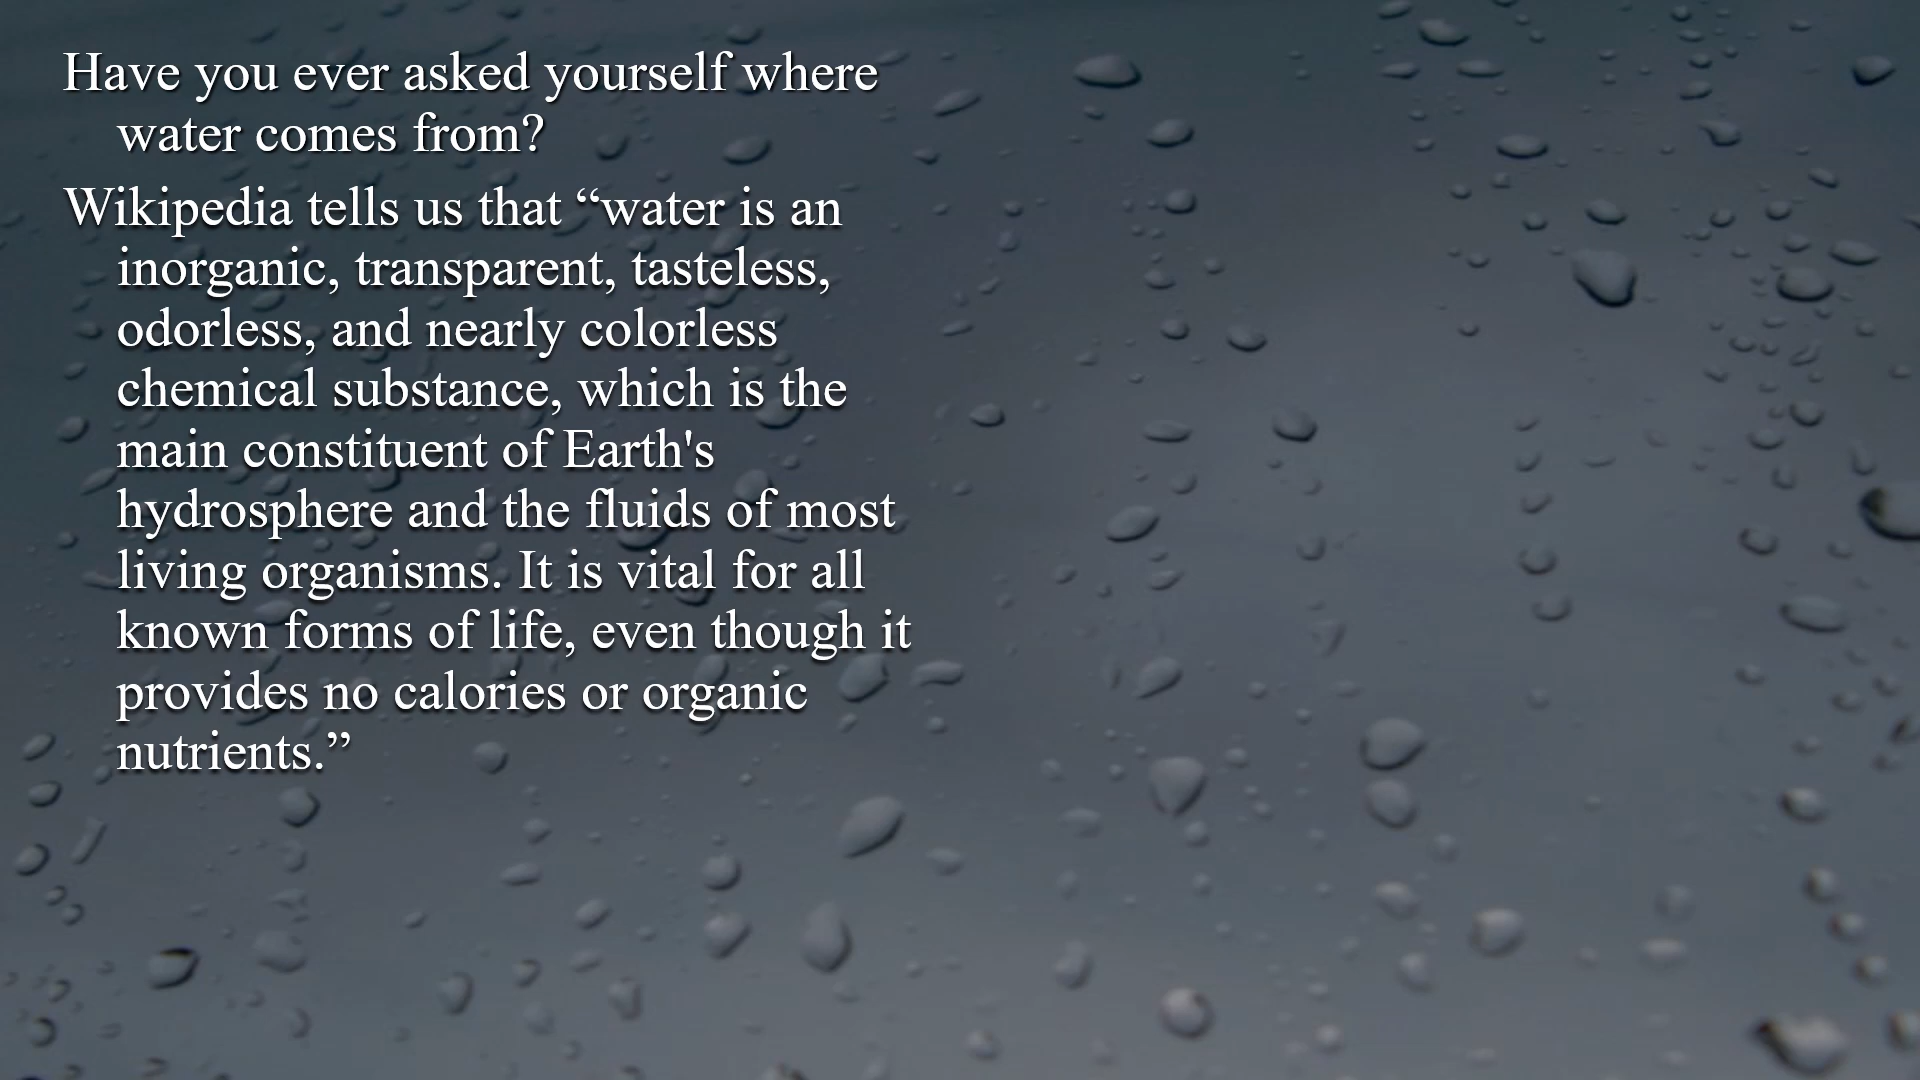 Have you ever asked yourself where
water comes from?
Wikipedia tells us that “water is an
inorganic, transparent, tasteless,
odorless, and nearly colorless
chemical substance, which is the
main constituent of Earth's
hydrosphere and the fluids of most
living organisms. It is vital for all
known forms of life, even though it
provides no calories or organic
nutrients.”